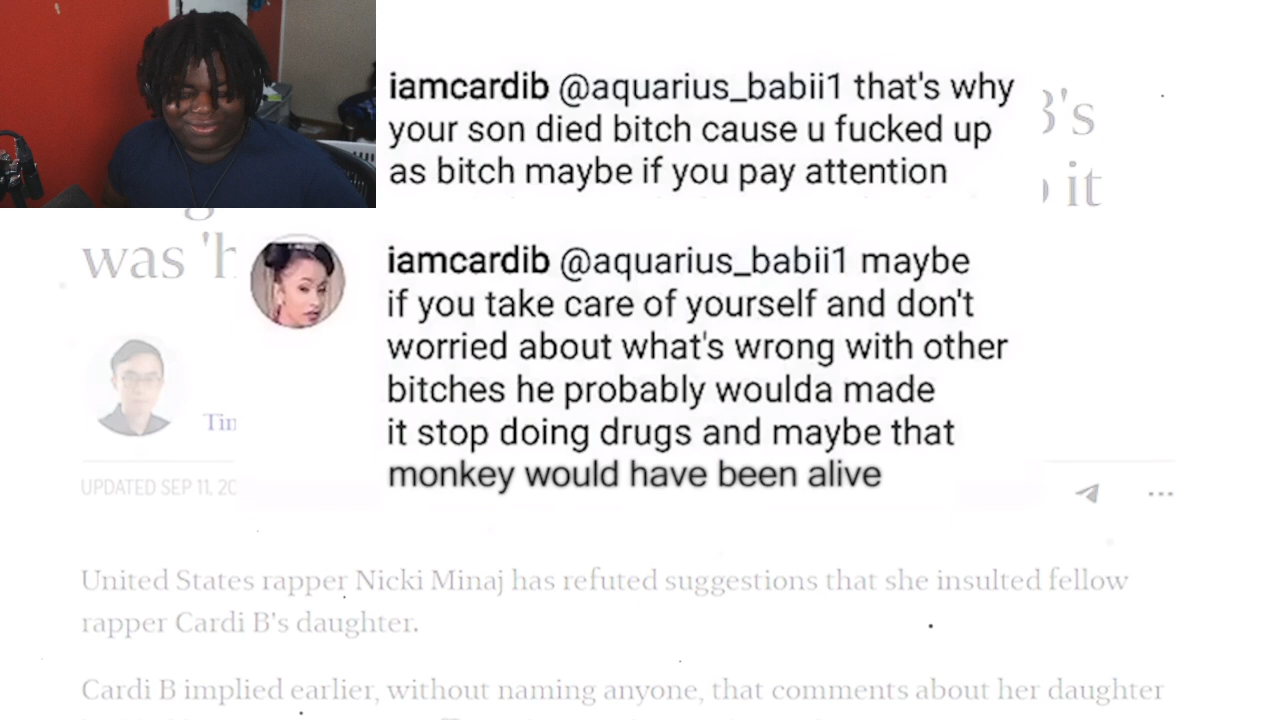 iamcardib @aquarius_babii1 that's why
your son died bitch cause u fucked up
as bitch maybe if you pay attention
B's
it
was 'h
iamcardib @aquarius_babii1 maybe
if you take care of yourself and don't
worried about what's wrong with other
bitches he probably woulda made
it stop doing drugs and maybe that
monkey would have been alive
Tim
UPDATED SEP 11, 20
United States rapper Nicki Minaj has refuted suggestions that she insulted fellow
rapper Cardi B's daughter.
Cardi B implied earlier, without naming anyone, that comments about her daughter